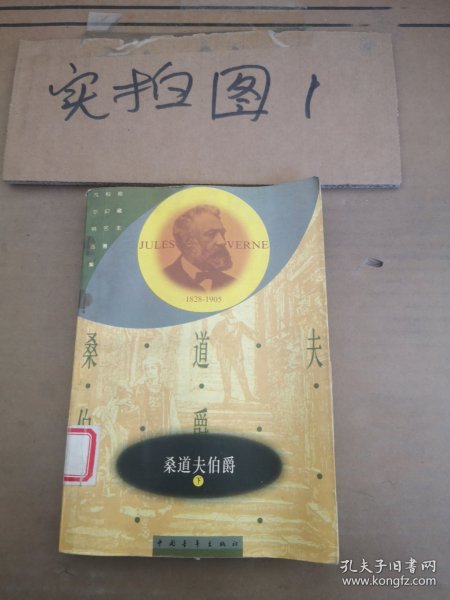 实拍图1
JULES VERNE
1828-1905
桑·道·夫
伯·爵
桑道夫伯爵
下
中国青年出版社
孔夫子旧书网
www.kongfz.com